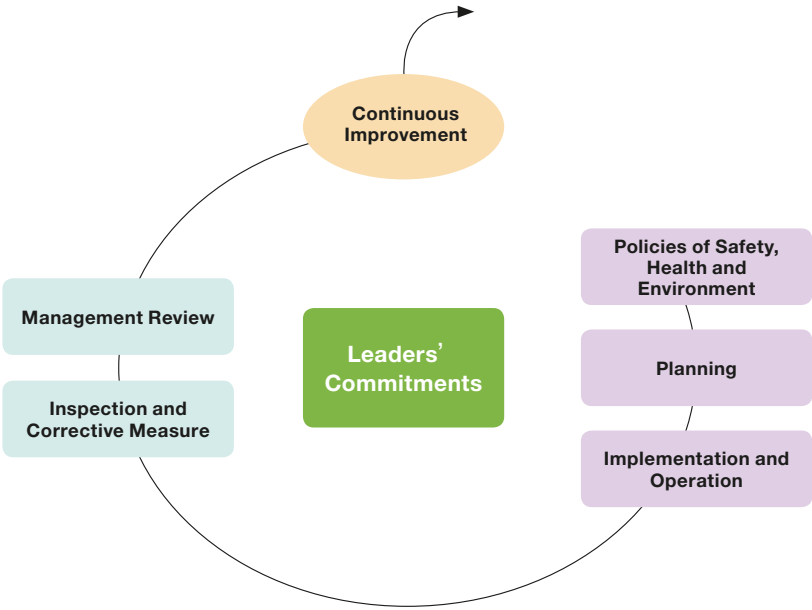 Continuous
Improvement
Policies of Safety,
Health and
Environment
Management Review
Leaders’
Commitments
Planning
Inspection and
Corrective Measure
Implementation and
Operation